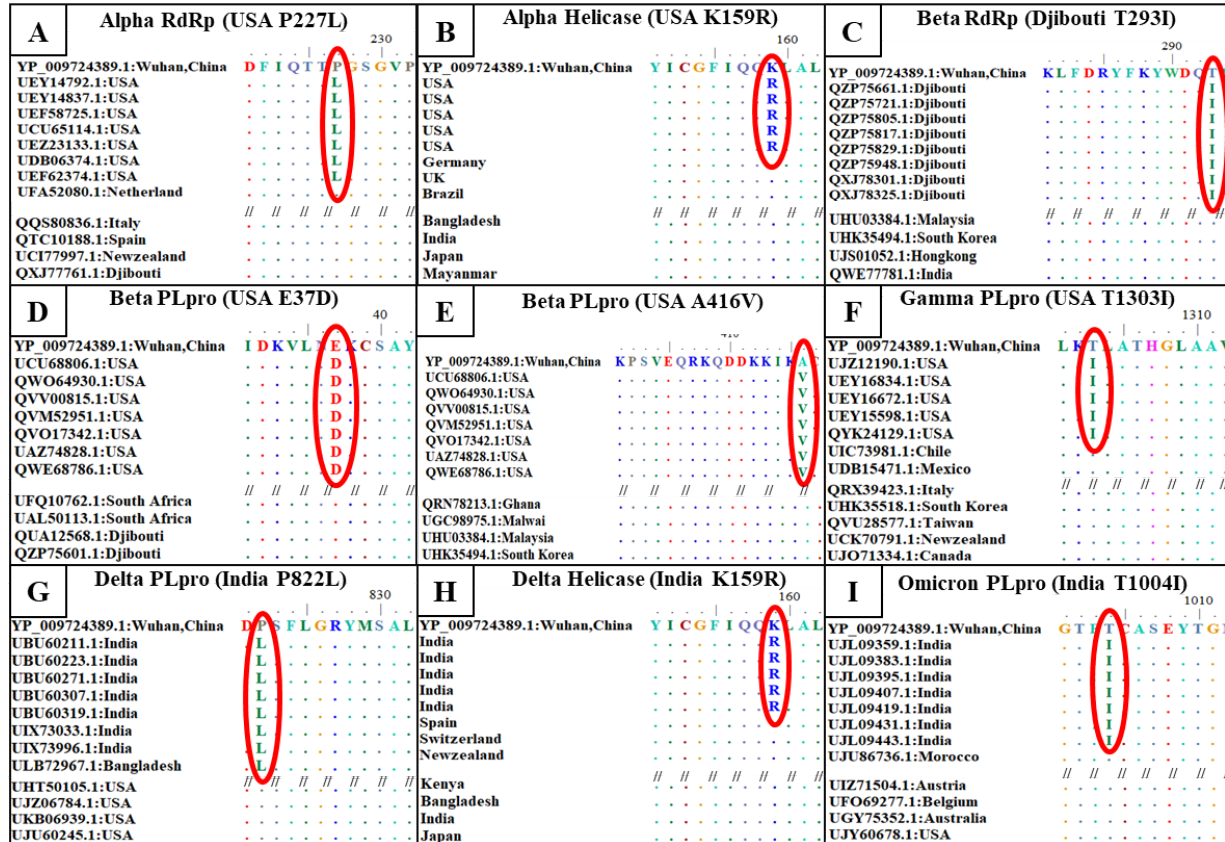 A
Alpha RdRp (USA P227L)
230
YP_009724389.1:Wuhan,China D F I Q T T P G S G V P
UEY14792.1:USA L
UEY14837.1:USA L
UEF58725.1:USA L
UCU65114.1:USA L
UEZ23133.1:USA L
UDB06374.1:USA L
UEF62374.1:USA L
UFA52080.1:Netherland
// // // // // //
QQS80836.1:Italy
QTC10188.1:Spain
UCI77997.1:Newzealand
QXJ77761.1:Djibouti
B
Alpha Helicase (USA K159R)
160
YP_009724389.1:Wuhan,China Y I C G F I Q K L A L
USA R
USA R
USA R
USA R
USA R
Germany
UK
Brazil
// // // // // //
Bangladesh
India
Japan
Mayanmar
C
Beta RdRp (Djibouti T293I)
290
YP_009724389.1:Wuhan,China K L F D R Y F K Y W D Q T
QZP75661.1:Djibouti I
QZP75721.1:Djibouti I
QZP75805.1:Djibouti I
QZP75817.1:Djibouti I
QZP75829.1:Djibouti I
QZP75948.1:Djibouti I
QXJ78301.1:Djibouti I
QXJ78325.1:Djibouti I
// // // // // // //
UHU03384.1:Malaysia
UHK35494.1:South Korea
UJS01052.1:Hongkong
QWE77781.1:India
D
Beta PLpro (USA E37D)
40
YP_009724389.1:Wuhan,China I D K V L E K C S A Y
UCU68806.1:USA D
QWO64930.1:USA D
QVV00815.1:USA D
QVM52951.1:USA D
QVO17342.1:USA D
UAZ74828.1:USA D
QWE68786.1:USA D
// // // // // //
UFQ10762.1:South Africa
UAL50113.1:South Africa
QUA12568.1:Djibouti
QZP75601.1:Djibouti
E
Beta PLpro (USA A416V)
YP_009724389.1:Wuhan,China K P S V E Q R K Q D D K K I K A
UCU68806.1:USA V
QWO64930.1:USA V
QVV00815.1:USA V
QVM52951.1:USA V
QVO17342.1:USA V
UAZ74828.1:USA V
QWE68786.1:USA V
// // // // // //
QRN78213.1:Ghana
UGC98975.1:Malwai
UHU03384.1:Malaysia
UHK35494.1:South Korea
F
Gamma PLpro (USA T1303I)
1310
YP_009724389.1:Wuhan,China L K T L A T H G L A A V
UJZ12190.1:USA I
UEY16834.1:USA I
UEY16672.1:USA I
UEY15598.1:USA I
QYK24129.1:USA I
UIC73981.1:Chile
UDB15471.1:Mexico
// // // // // //
QRX39423.1:Italy
UHK35518.1:South Korea
QVU28577.1:Taiwan
UCK70791.1:Newzealand
UJO71334.1:Canada
G
Delta PLpro (India P822L)
830
YP_009724389.1:Wuhan,China D P S F L G R Y M S A L
UBU60211.1:India L
UBU60223.1:India L
UBU60271.1:India L
UBU60307.1:India L
UBU60319.1:India L
UIX73033.1:India L
UIX73996.1:India L
ULB72967.1:Bangladesh L
// // // // // //
UHT50105.1:USA
UJZ06784.1:USA
UKB06939.1:USA
UJU60245.1:USA
H
Delta Helicase (India K159R)
160
YP_009724389.1:Wuhan,China Y I C G F I Q K L A L
India R
India R
India R
India R
India R
Spain
Switzerland
Newzealand
// // // // // //
Kenya
Bangladesh
India
Japan
I
Omicron PLpro (India T1004I)
1010
YP_009724389.1:Wuhan,China G T T C A S E Y T G
UJL09359.1:India I
UJL09383.1:India I
UJL09395.1:India I
UJL09407.1:India I
UJL09419.1:India I
UJL09431.1:India I
UJL09443.1:India I
UJU86736.1:Morocco
// // // // // //
UIZ71504.1:Austria
UFO69277.1:Belgium
UGY75352.1:Australia
UJY60678.1:USA